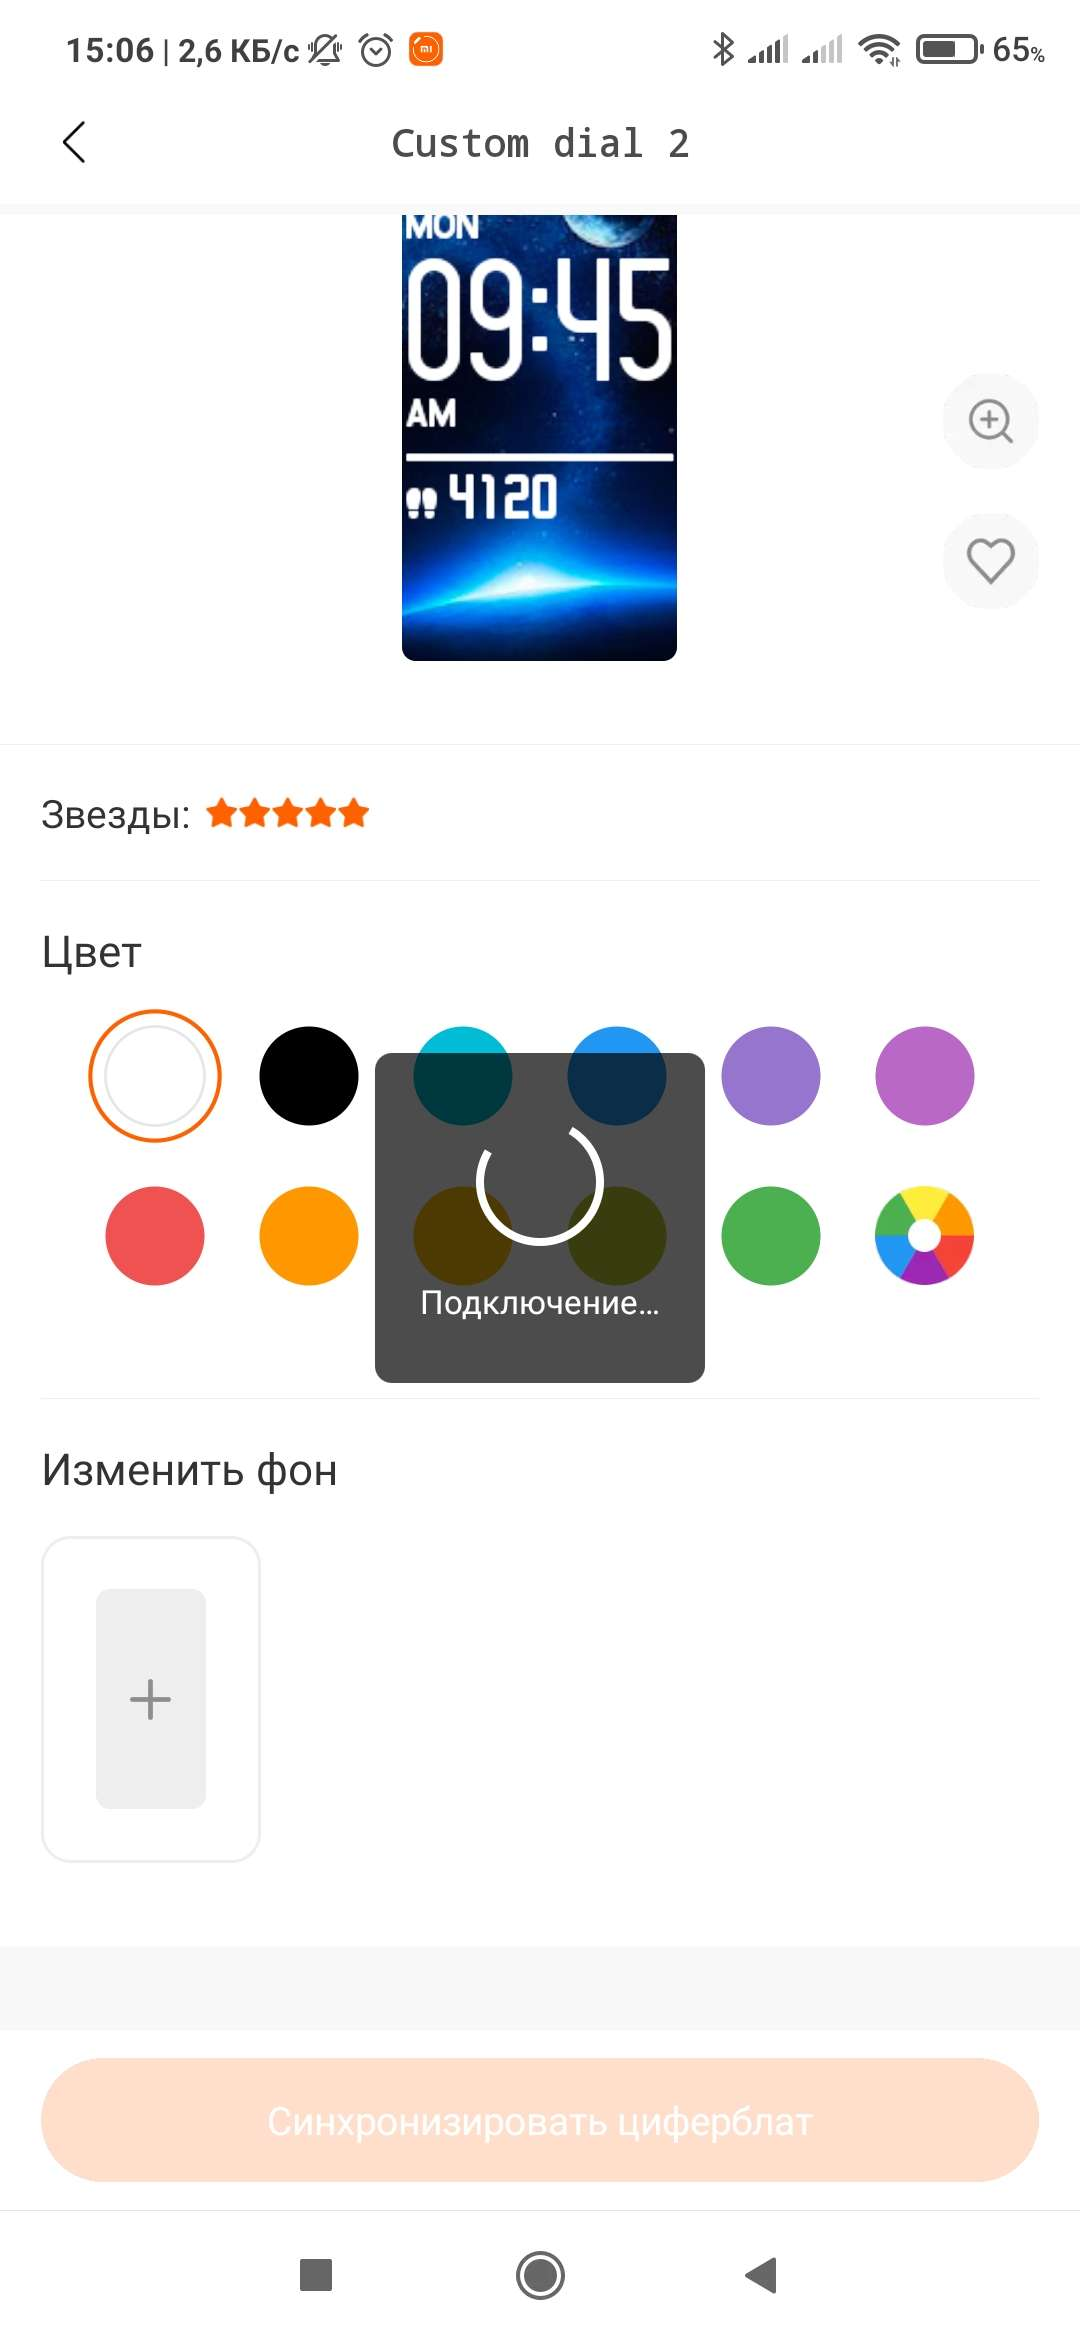 15:06 | 2,6 КБ/с
65%
Custom dial 2
MON
09:45
AM
4120
Звезды:
Цвет
Подключение...
Изменить фон
Синхронизировать циферблат